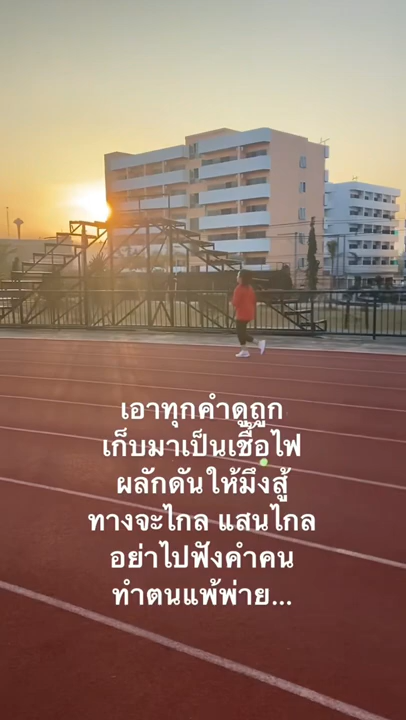 เอาทุกคำดูถูก
เก็บมาเป็นเชื้อไฟ
ผลักดันให้มึงสู้
ทางจะไกล แสนไกล
อย่าไปฟังคำคน
ทำตนแพ้พ่าย...